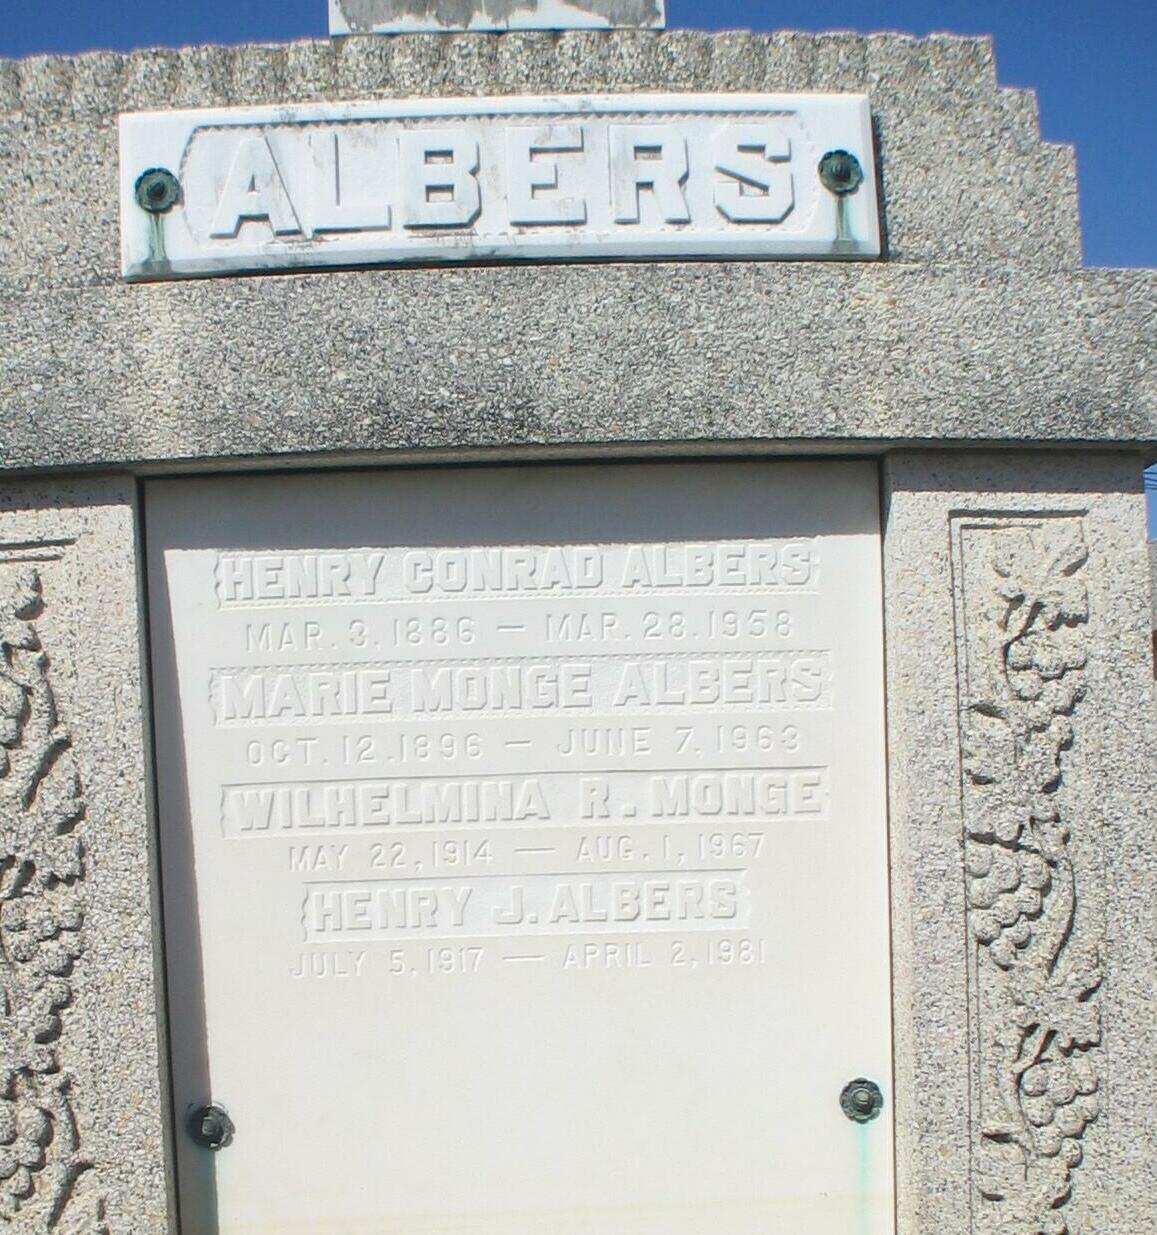 ALBERS
HENRY CONRAD ALBERS
MAR. 3, 1886 — MAR. 28. 1958
MARIE MONGE ALBERS
OCT. 12. 1896 — JUNE 7, 1963
WILHELMINA R. MONGE
MAY 22, 1914 — AUG. 1, 1967
HENRY J. ALBERS
JULY 5, 1917 — APRIL 2, 1981